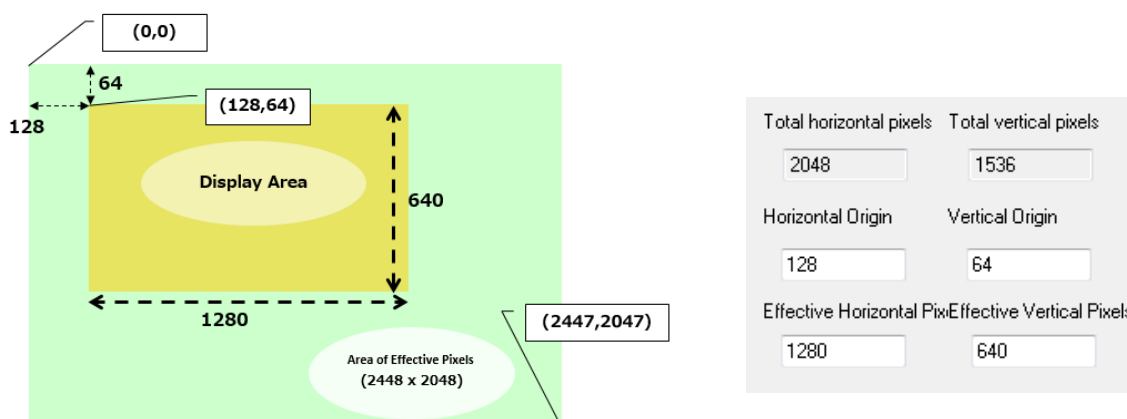 (0,0)
64
(128,64)
128
Display Area
640
1280
(2447,2047)
Area of Effective Pixels
(2448 x 2048)
Total horizontal pixels Total vertical pixels
2048 1536
Horizontal Origin Vertical Origin
128 64
Effective Horizontal Pix Effective Vertical Pixels
1280 640